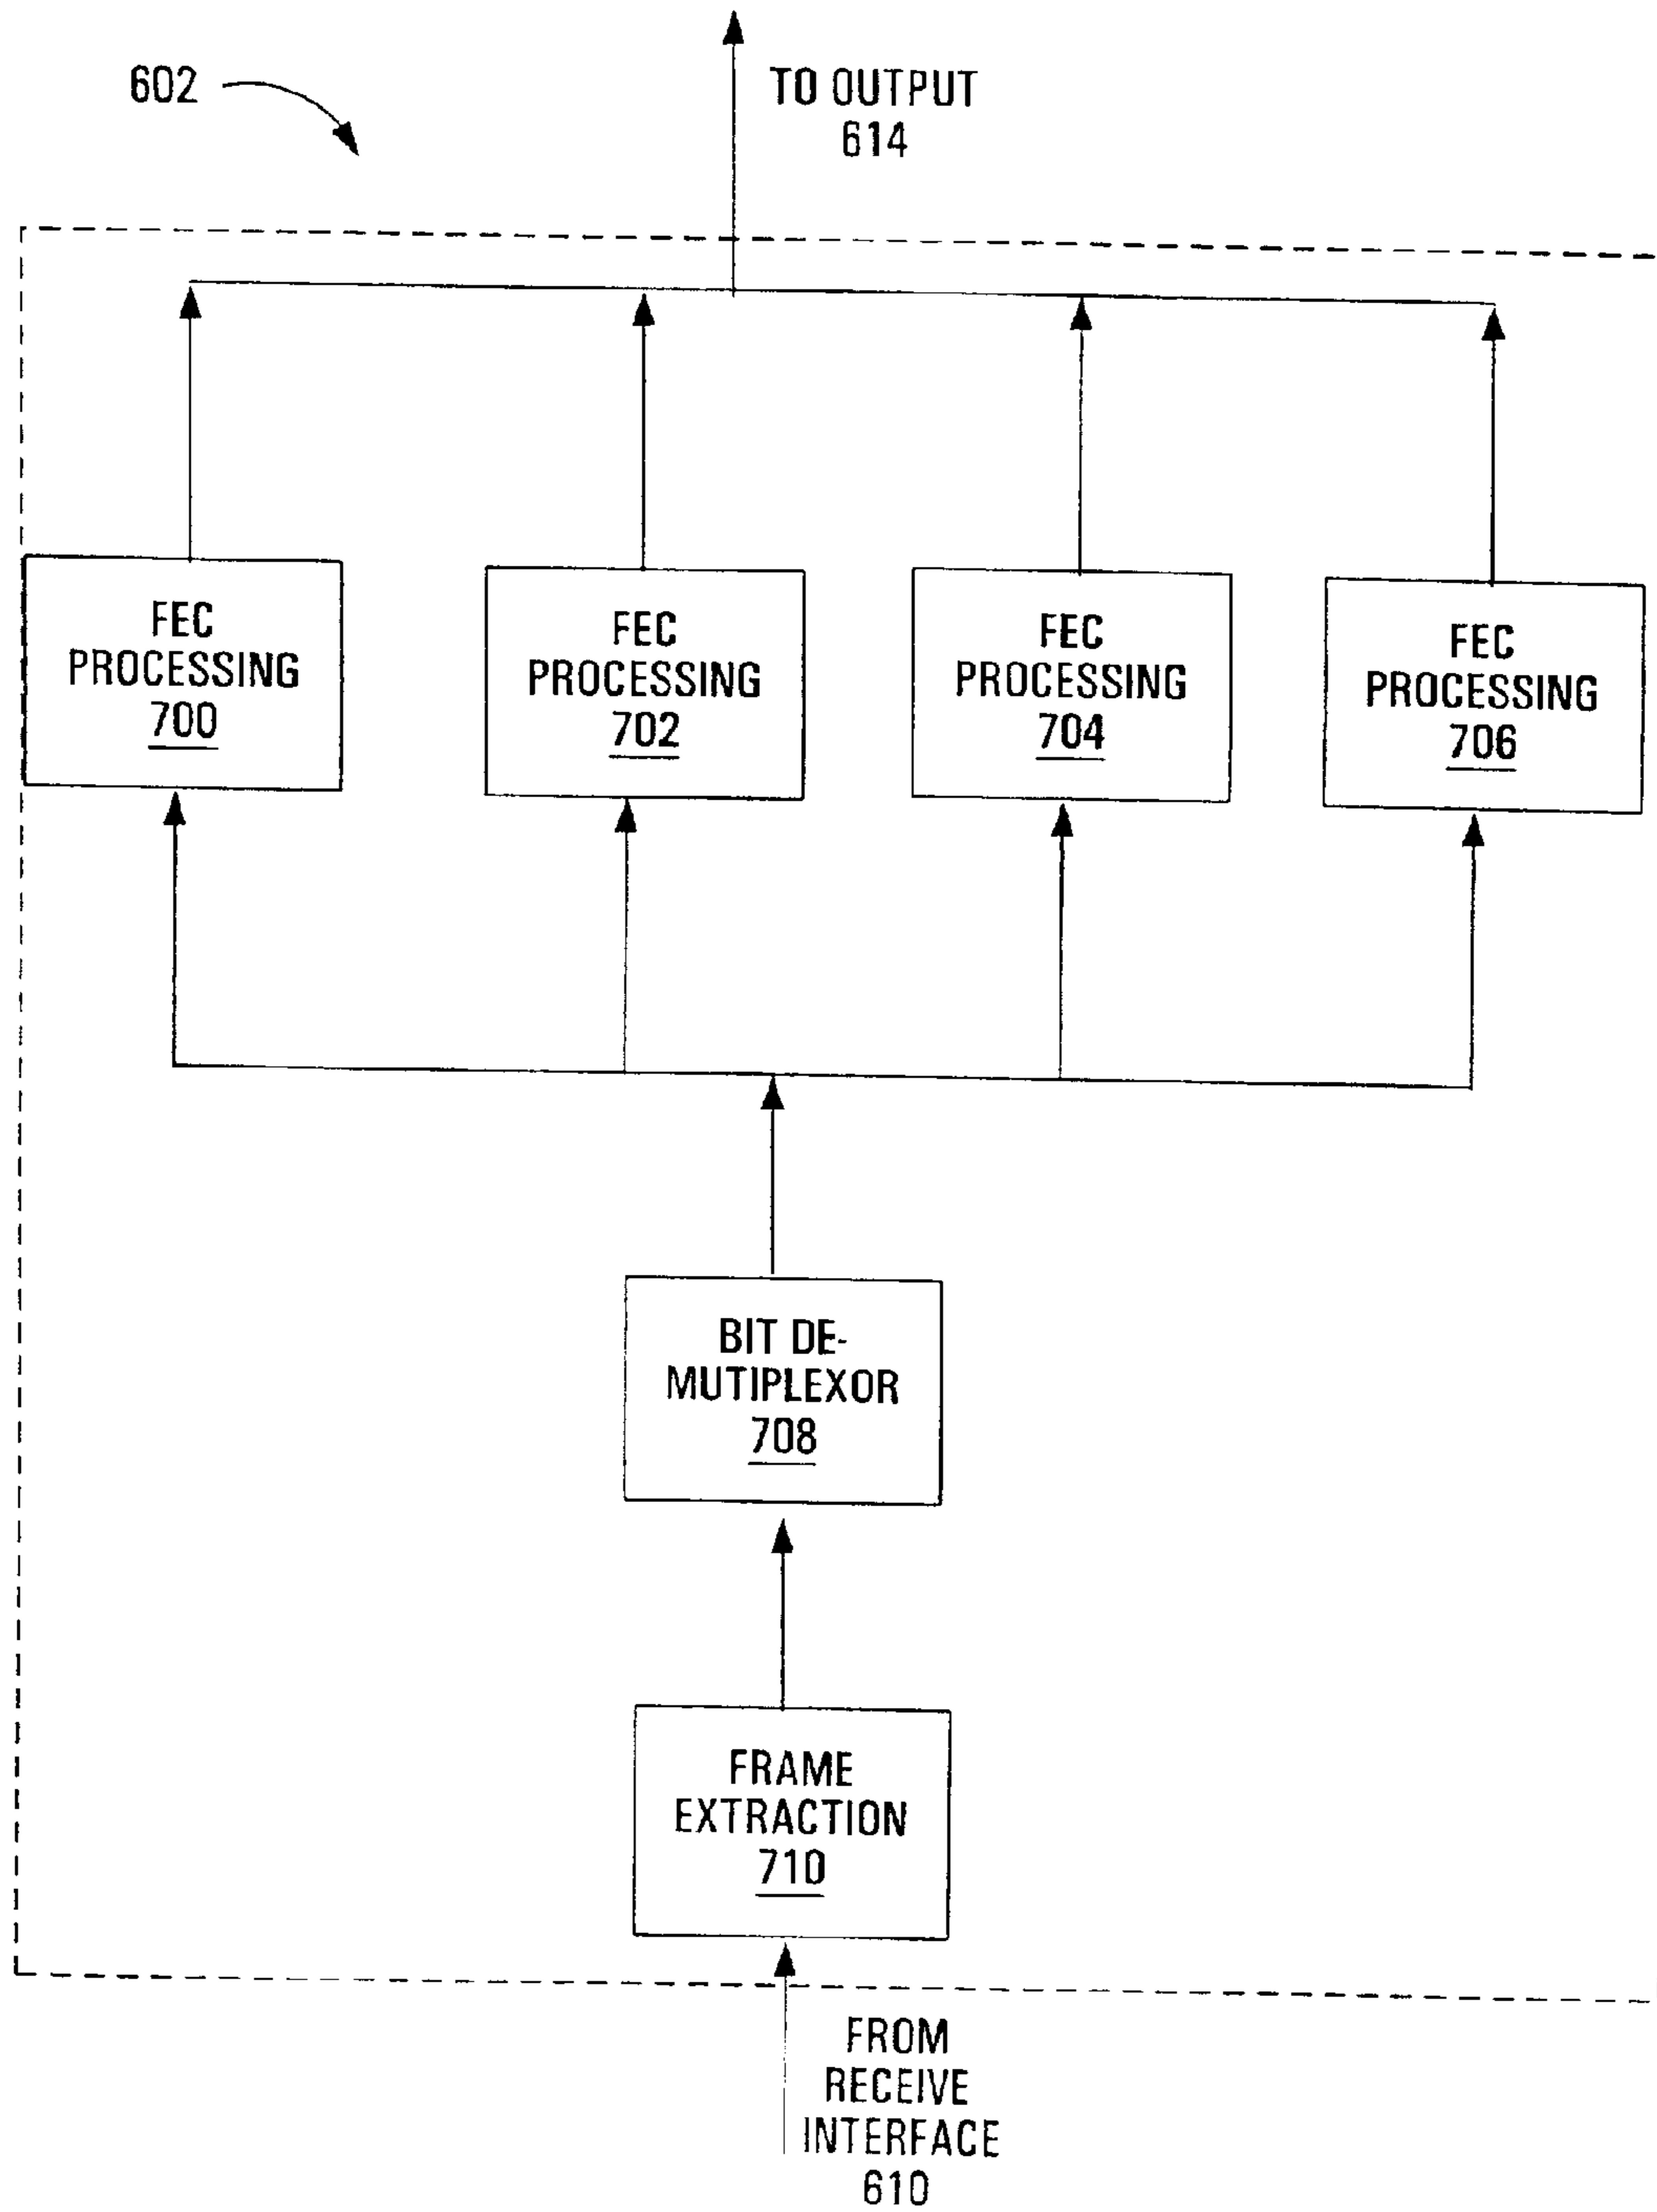 602
TO OUTPUT
614
FEC
PROCESSING
700
FEC
PROCESSING
702
FEC
PROCESSING
704
FEC
PROCESSING
706
BIT DE-
MUTIPLEXOR
708
FRAME
EXTRACTION
710
FROM
RECEIVE
INTERFACE
610